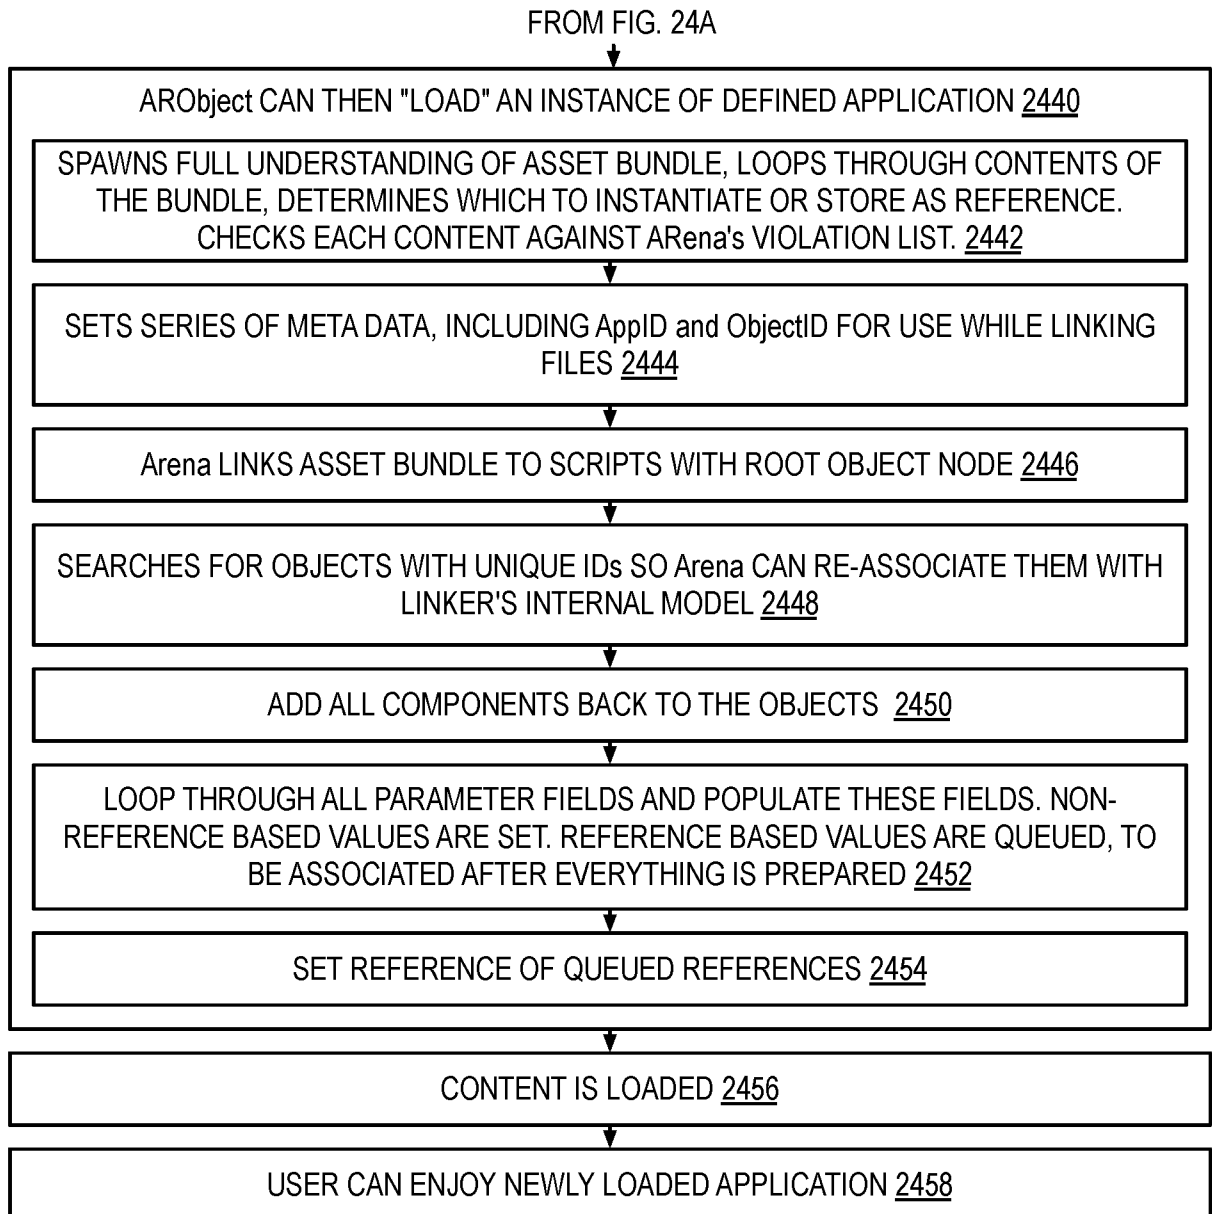 FROM FIG. 24A
ARObject CAN THEN "LOAD" AN INSTANCE OF DEFINED APPLICATION 2440
SPAWNS FULL UNDERSTANDING OF ASSET BUNDLE, LOOPS THROUGH CONTENTS OF
THE BUNDLE, DETERMINES WHICH TO INSTANTIATE OR STORE AS REFERENCE.
CHECKS EACH CONTENT AGAINST ARena's VIOLATION LIST. 2442
SETS SERIES OF META DATA, INCLUDING AppID and ObjectID FOR USE WHILE LINKING
FILES 2444
Arena LINKS ASSET BUNDLE TO SCRIPTS WITH ROOT OBJECT NODE 2446
SEARCHES FOR OBJECTS WITH UNIQUE IDs SO Arena CAN RE-ASSOCIATE THEM WITH
LINKER'S INTERNAL MODEL 2448
ADD ALL COMPONENTS BACK TO THE OBJECTS 2450
LOOP THROUGH ALL PARAMETER FIELDS AND POPULATE THESE FIELDS. NON-
REFERENCE BASED VALUES ARE SET. REFERENCE BASED VALUES ARE QUEUED, TO
BE ASSOCIATED AFTER EVERYTHING IS PREPARED 2452
SET REFERENCE OF QUEUED REFERENCES 2454
CONTENT IS LOADED 2456
USER CAN ENJOY NEWLY LOADED APPLICATION 2458